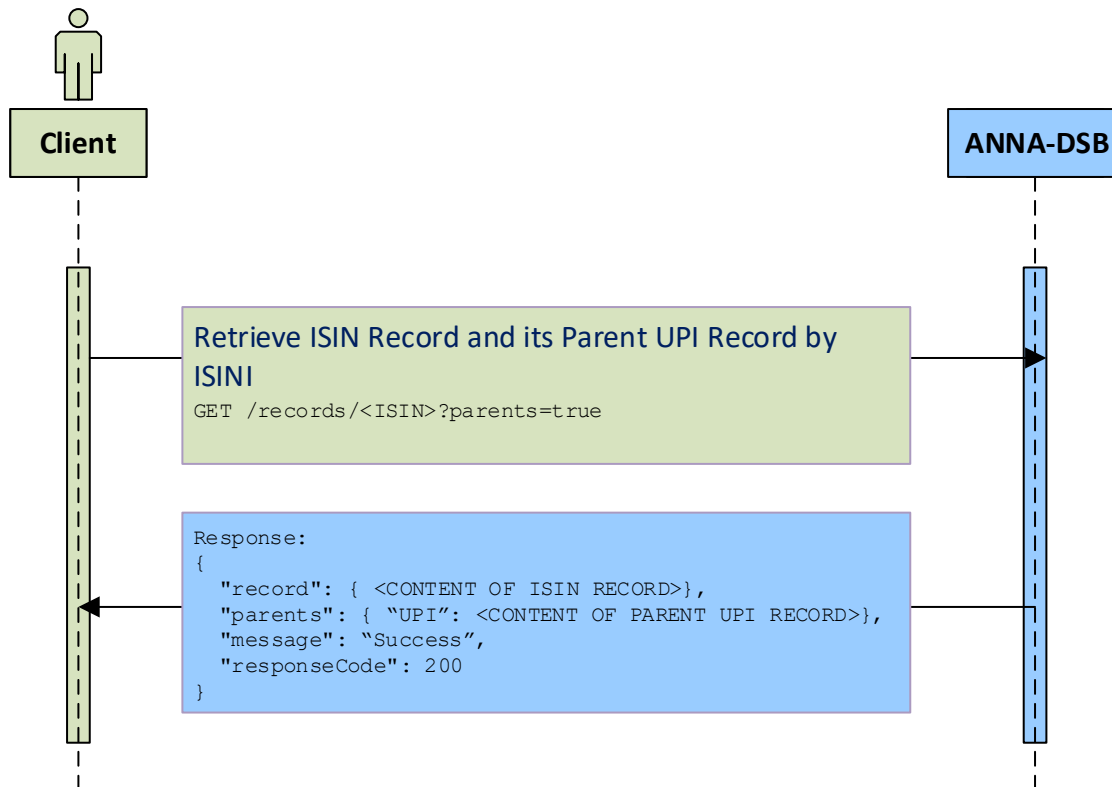 Client
ANNA-DSB
Retrieve ISIN Record and its Parent UPI Record by
ISINI
GET /records/<ISIN>?parents=true
Response:
{
  "record": { <CONTENT OF ISIN RECORD>},
  "parents": { “UPI”: <CONTENT OF PARENT UPI RECORD>},
  "message": “Success”,
  "responseCode": 200
}